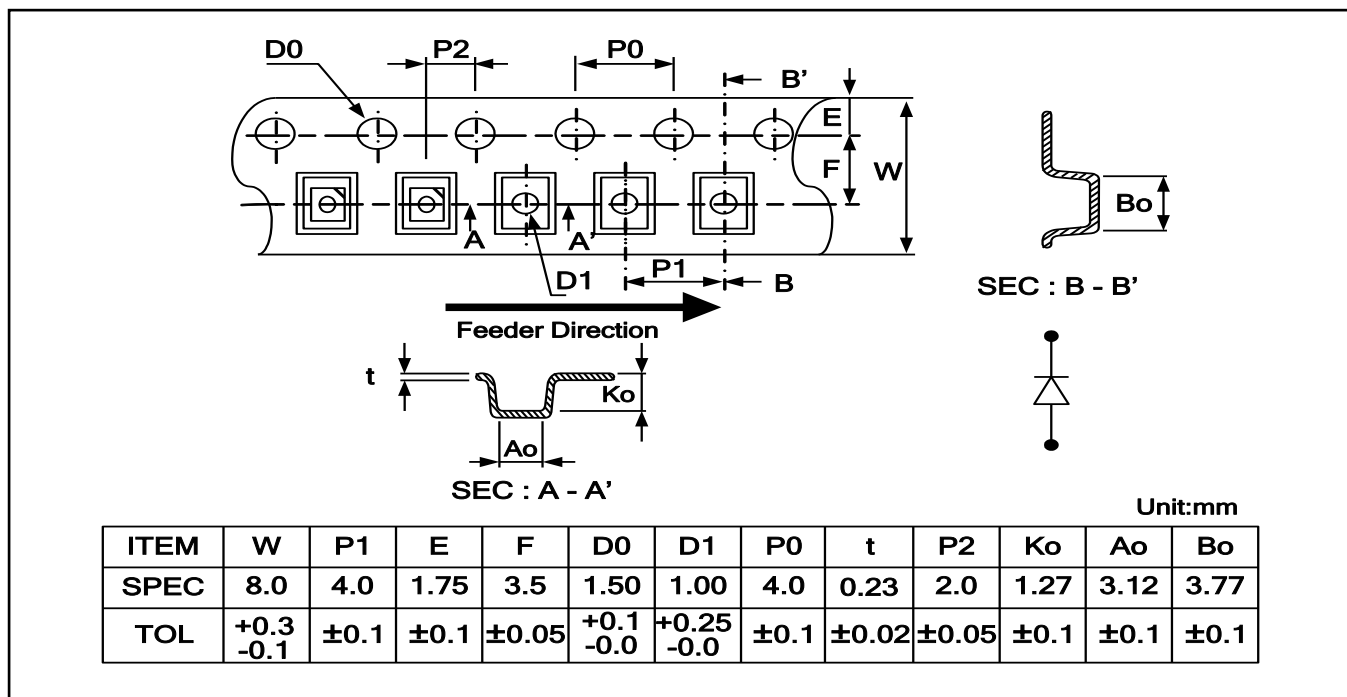 D0 P2 P0 B’
E
F W
A A’ Bo
P1
D1 B
SEC : B - B’
Feeder Direction
t
Ko
Ao
SEC : A - A’
Unit:mm
ITEM W P1 E F D0 D1 P0 t P2 Ko Ao Bo
SPEC 8.0 4.0 1.75 3.5 1.50 1.00 4.0 0.23 2.0 1.27 3.12 3.77
TOL +0.3 -0.1 ±0.1 ±0.1 ±0.05 +0.1 -0.0 +0.25 -0.0 ±0.1 ±0.02 ±0.05 ±0.1 ±0.1 ±0.1